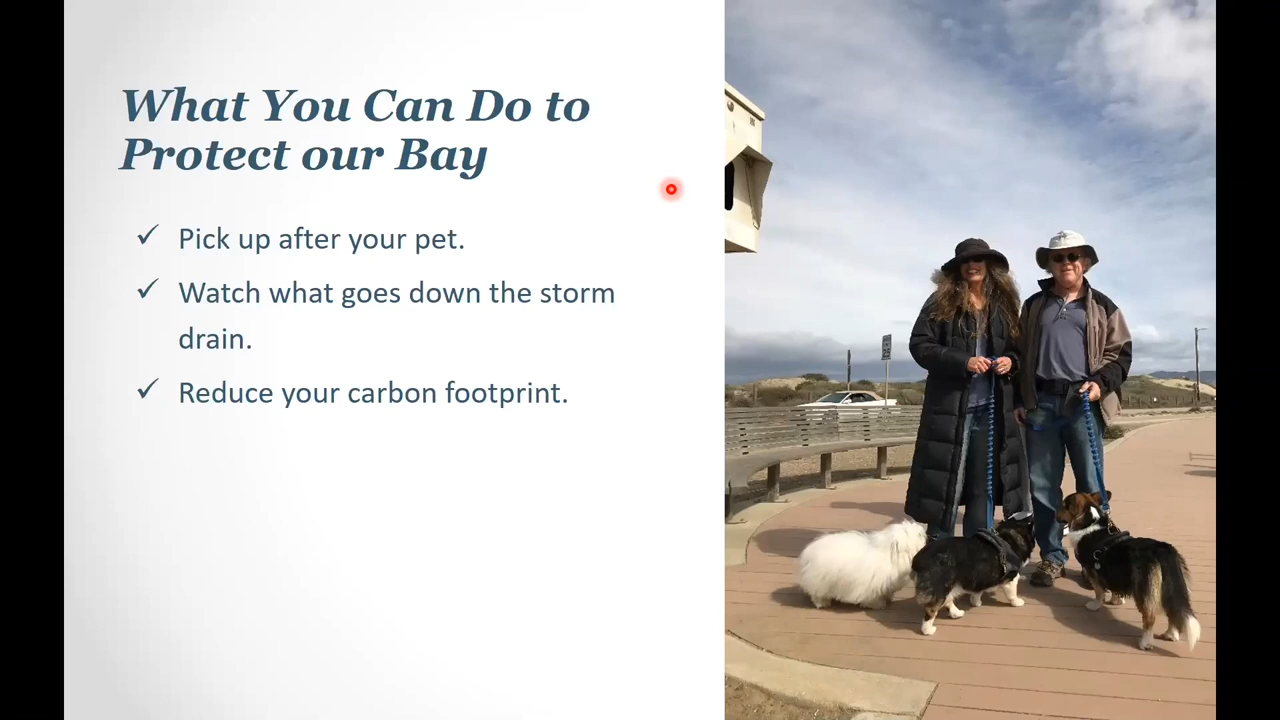 What You Can Do to
Protect our Bay
✓ Pick up after your pet.
✓ Watch what goes down the storm
drain.
✓ Reduce your carbon footprint.